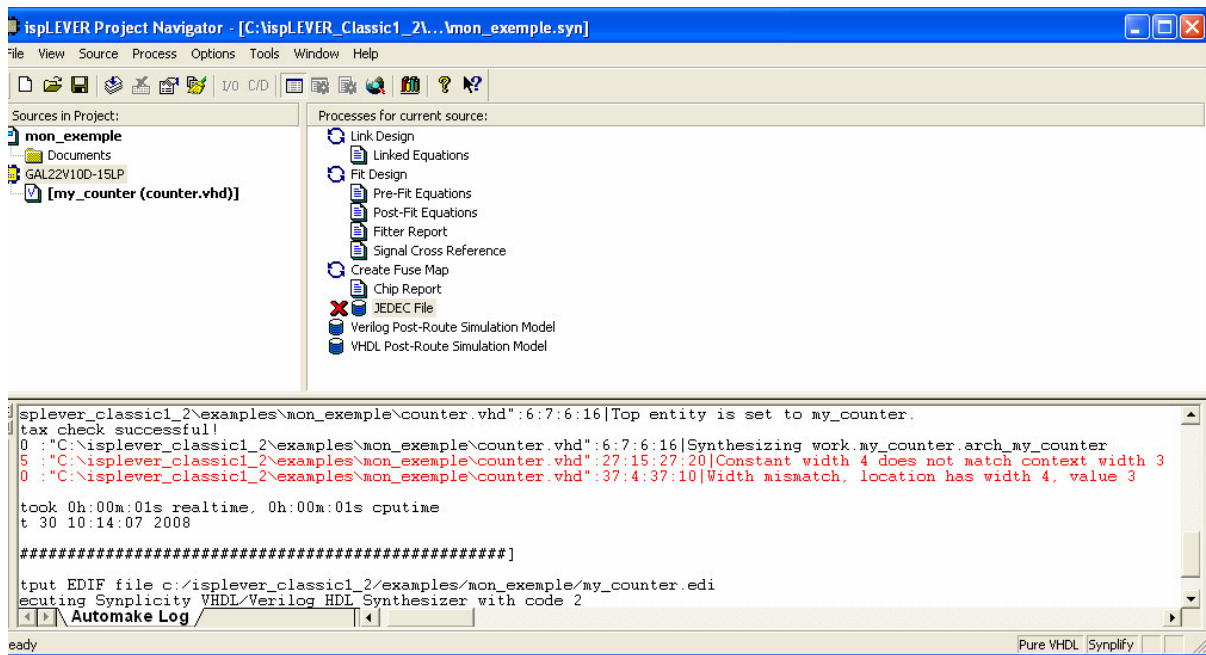 ispLEVER Project Navigator - [C:\ispLEVER_Classic1_2\...\mon_exemple.syn]
File View Source Process Options Tools Window Help
I/O C/D
Sources in Project:
mon_exemple
Documents
GAL22V10D-15LP
[my_counter (counter.vhd)]
Processes for current source:
Link Design
Linked Equations
Fit Design
Pre-Fit Equations
Post-Fit Equations
Fitter Report
Signal Cross Reference
Create Fuse Map
Chip Report
JEDEC File
Verilog Post-Route Simulation Model
VHDL Post-Route Simulation Model
splever_classic1_2\examples\mon_exemple\counter.vhd":6:7:6:16|Top entity is set to my_counter.
tax check successful!
0 :"C:\isplever_classic1_2\examples\mon_exemple\counter.vhd":6:7:6:16|Synthesizing work.my_counter.arch_my_counter
5 :"C:\isplever_classic1_2\examples\mon_exemple\counter.vhd":27:15:27:20|Constant width 4 does not match context width 3
0 :"C:\isplever_classic1_2\examples\mon_exemple\counter.vhd":37:4:37:10|Width mismatch, location has width 4, value 3
took 0h:00m:01s realtime, 0h:00m:01s cputime
t 30 10:14:07 2008
###################################################]
tput EDIF file c:/isplever_classic1_2/examples/mon_exemple/my_counter.edi
ecuting Synplicity VHDL/Verilog HDL Synthesizer with code 2
Automake Log
eady
Pure VHDL Synplify